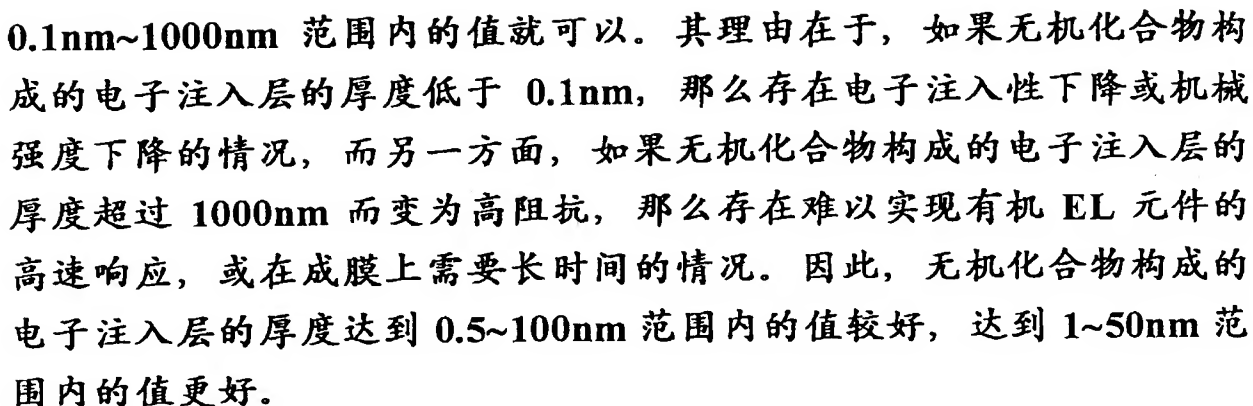 0.1nm~1000nm 范围内的值就可以。其理由在于，如果无机化合物构
成的电子注入层的厚度低于 0.1nm，那么存在电子注入性下降或机械
强度下降的情况，而另一方面，如果无机化合物构成的电子注入层的
厚度超过 1000nm 而变为高阻抗，那么存在难以实现有机 EL 元件的
高速响应，或在成膜上需要长时间的情况。因此，无机化合物构成的
电子注入层的厚度达到 0.5~100nm 范围内的值较好，达到 1~50nm 范
围内的值更好。